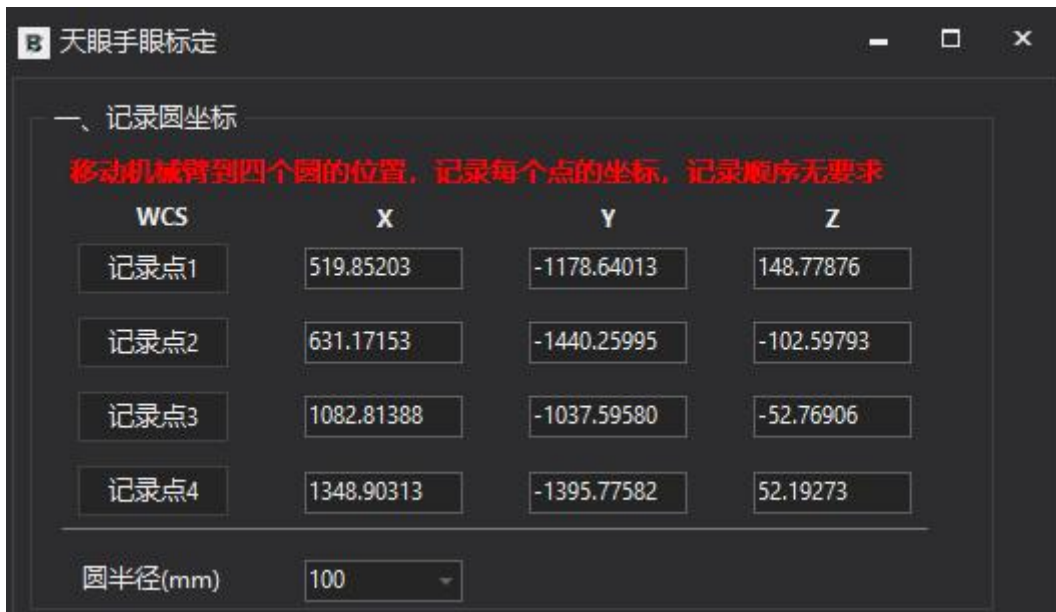 天眼手眼标定
一、记录圆坐标
移动机械臂到四个圆的位置，记录每个点的坐标，记录顺序无要求
WCS X Y Z
记录点1 519.85203 -1178.64013 148.77876
记录点2 631.17153 -1440.25995 -102.59793
记录点3 1082.81388 -1037.59580 -52.76906
记录点4 1348.90313 -1395.77582 52.19273
圆半径(mm) 100